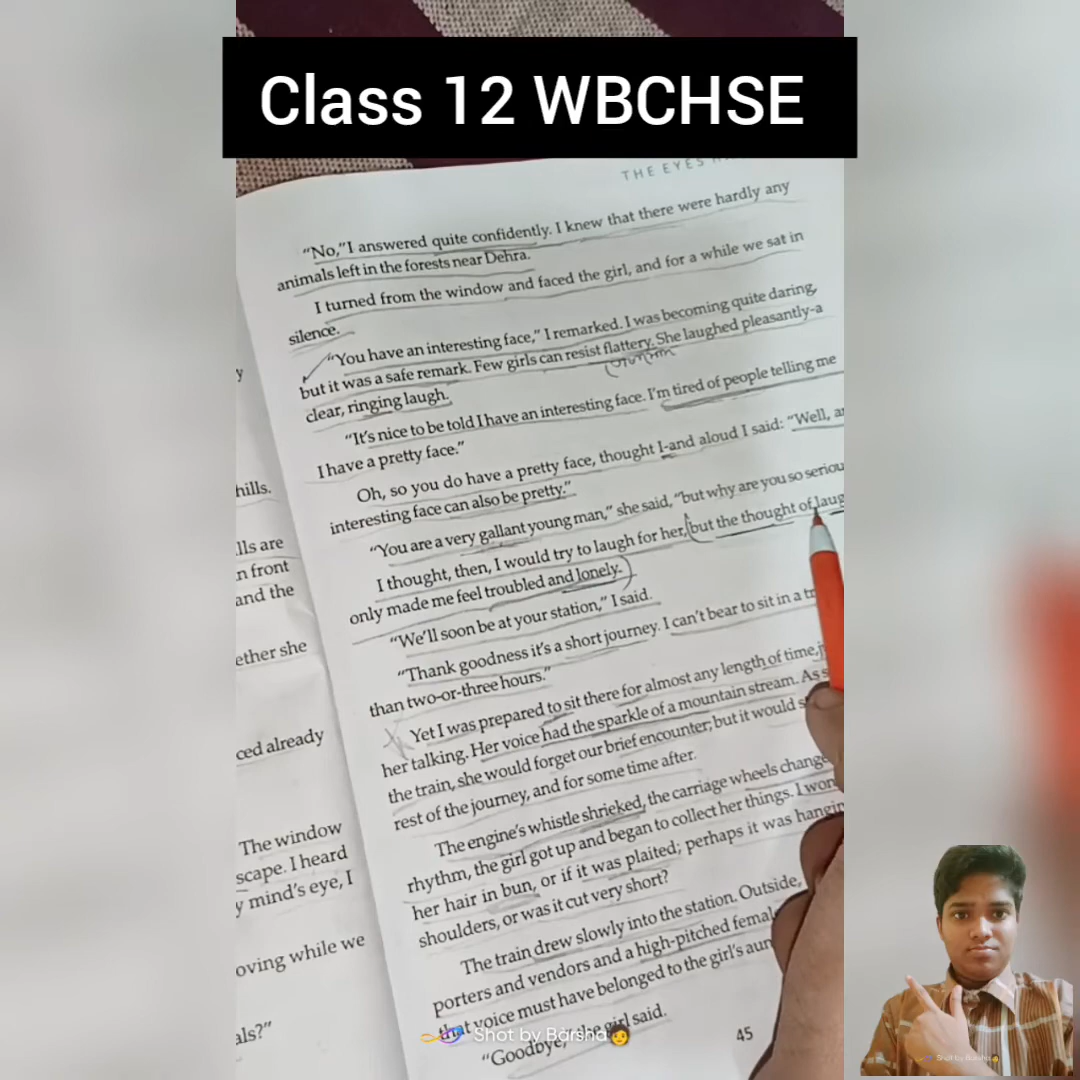 Class 12 WBCHSE
THE EYES
"No,"I answered quite confidently. I knew that there were hardly any
animals left in the forests near Dehra.
I turned from the window and faced the girl, and for a while we sat in
silence.
"You have an interesting face," I remarked. I was becoming quite daring,
but it was a safe remark. Few girls can resist flattery. She laughed pleasantly-a
clear, ringing laugh.
"It's nice to be told I have an interesting face. I'm tired of people telling me
I have a pretty face."
Oh, so you do have a pretty face, thought I-and aloud I said: "Well, an
interesting face can also be pretty."
"You are a very gallant young man," she said, "but why are you so seriou
I thought, then, I would try to laugh for her, but the thought of laug
only made me feel troubled and lonely.
"We'll soon be at your station," I said.
"Thank goodness it's a short journey. I can't bear to sit in a tr
than two-or-three hours."
Yet I was prepared to sit there for almost any length of time, j
her talking. Her voice had the sparkle of a mountain stream. As s
the train, she would forget our brief encounter; but it would s
rest of the journey, and for some time after.
The engine's whistle shrieked, the carriage wheels change
rhythm, the girl got up and began to collect her things. I won
her hair in bun, or if it was plaited; perhaps it was hangin
shoulders, or was it cut very short?
The train drew slowly into the station. Outside,
porters and vendors and a high-pitched femal
that voice must have belonged to the girl's aun
"Goodbye," the girl said.
45
y
hills.
lls are
n front
and the
ether she
ced already
The window
scape. I heard
y mind's eye, I
oving while we
als?"
Shot by Barsha
Shot by Barsha